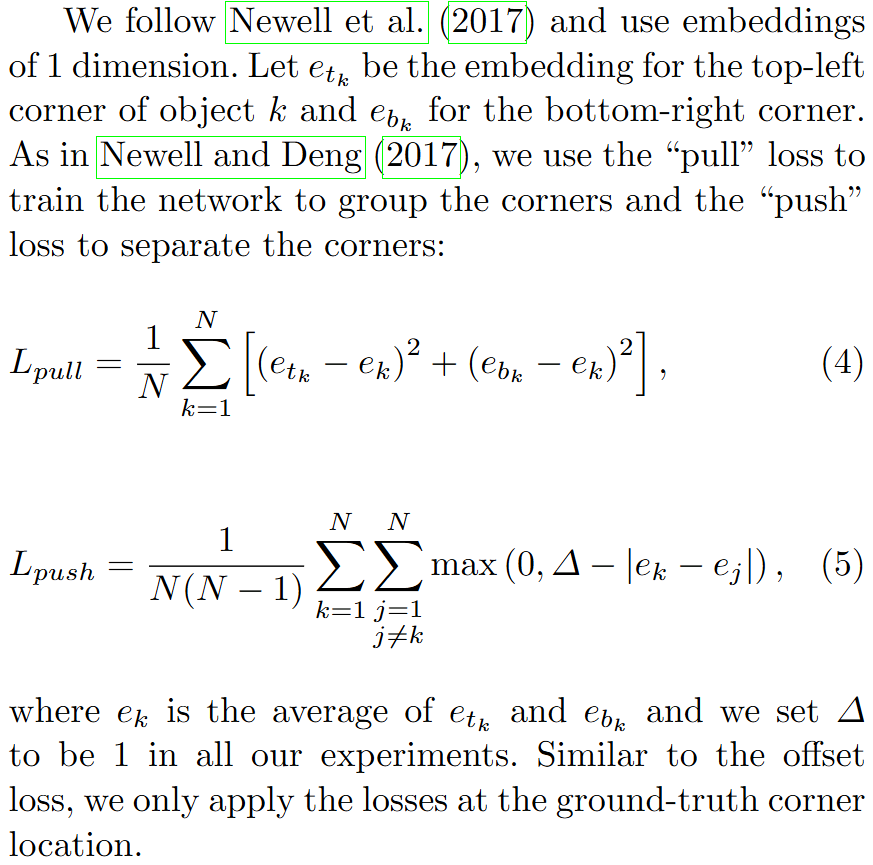 We follow Newell et al. (2017) and use embeddings
of 1 dimension. Let $e_{t_k}$ be the embedding for the top-left
corner of object $k$ and $e_{b_k}$ for the bottom-right corner.
As in Newell and Deng (2017), we use the “pull” loss to
train the network to group the corners and the “push”
loss to separate the corners:
$L_{pull} = \frac{1}{N} \sum_{k=1}^{N} \left[ (e_{t_k} - e_k)^2 + (e_{b_k} - e_k)^2 \right],$ (4)
$L_{push} = \frac{1}{N(N-1)} \sum_{k=1}^{N} \sum_{\substack{j=1 \\ j \neq k}}^{N} \max (0, \Delta - |e_k - e_j|),$ (5)
where $e_k$ is the average of $e_{t_k}$ and $e_{b_k}$ and we set $\Delta$
to be 1 in all our experiments. Similar to the offset
loss, we only apply the losses at the ground-truth corner
location.